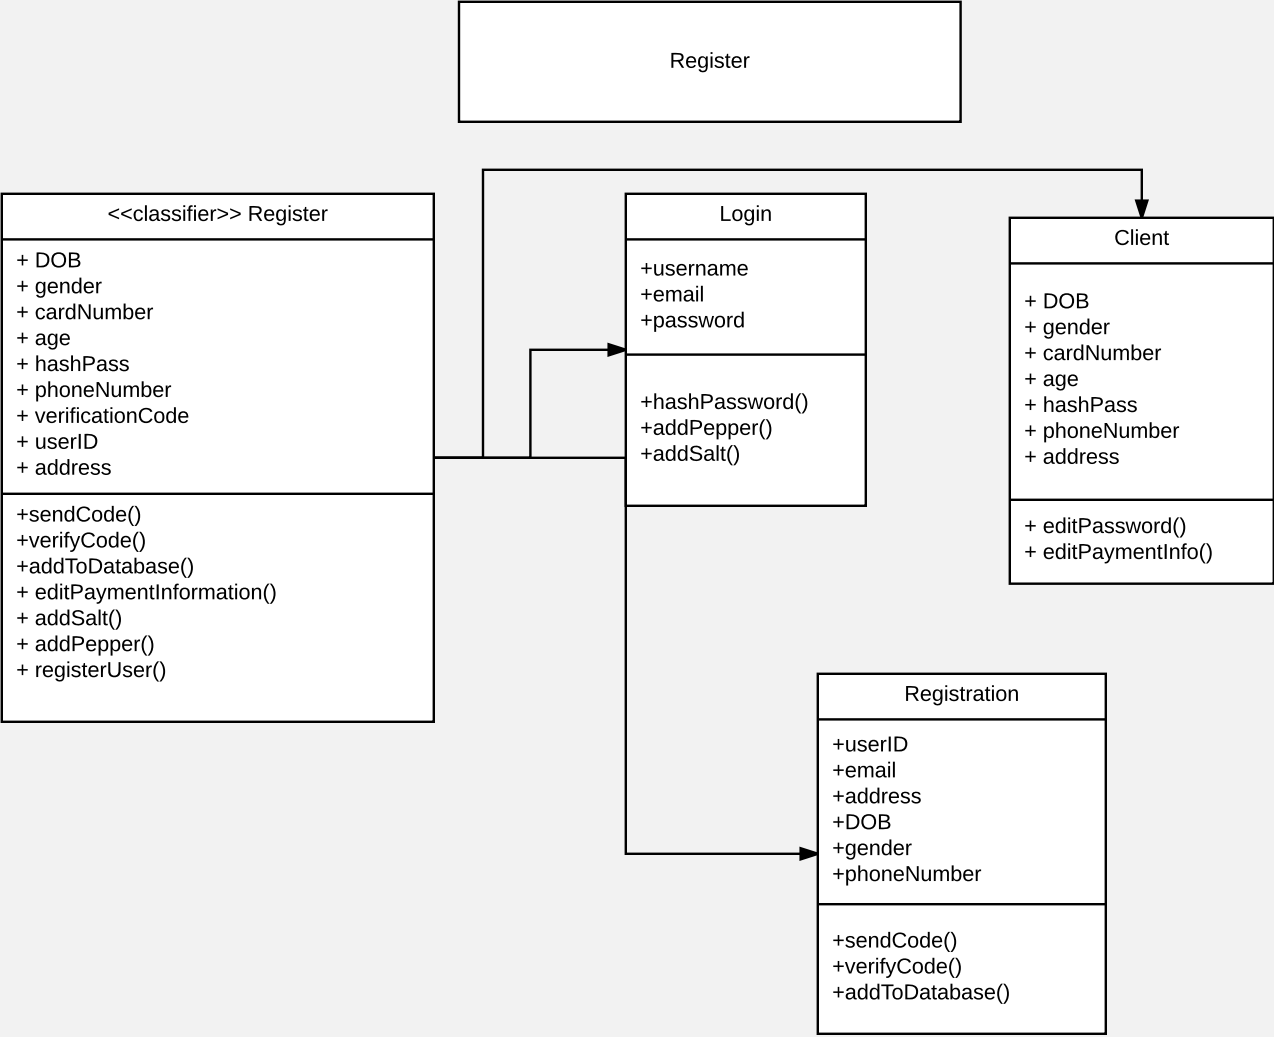 Register
<<classifier>> Register
+ DOB
+ gender
+ cardNumber
+ age
+ hashPass
+ phoneNumber
+ verificationCode
+ userID
+ address
+sendCode()
+verifyCode()
+addToDatabase()
+ editPaymentInformation()
+ addSalt()
+ addPepper()
+ registerUser()
Login
+username
+email
+password
+hashPassword()
+addPepper()
+addSalt()
Client
+ DOB
+ gender
+ cardNumber
+ age
+ hashPass
+ phoneNumber
+ address
+ editPassword()
+ editPaymentInfo()
Registration
+userID
+email
+address
+DOB
+gender
+phoneNumber
+sendCode()
+verifyCode()
+addToDatabase()